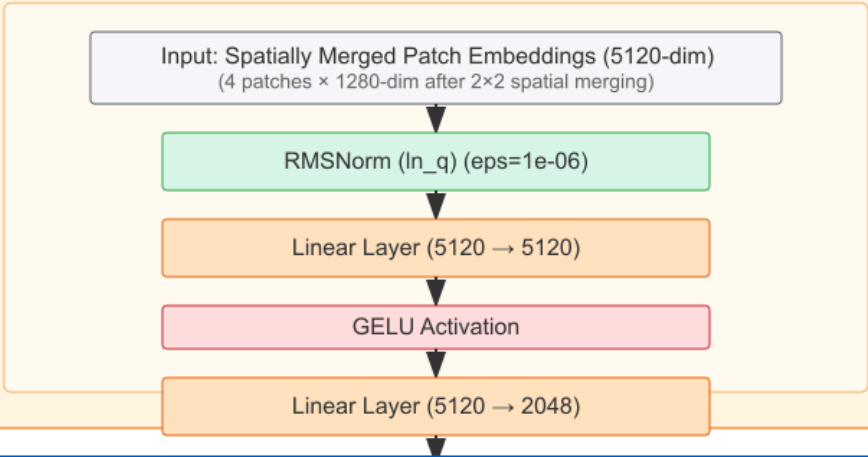 Input: Spatially Merged Patch Embeddings (5120-dim)
(4 patches × 1280-dim after 2×2 spatial merging)
RMSNorm (ln_q) (eps=1e-06)
Linear Layer (5120 → 5120)
GELU Activation
Linear Layer (5120 → 2048)